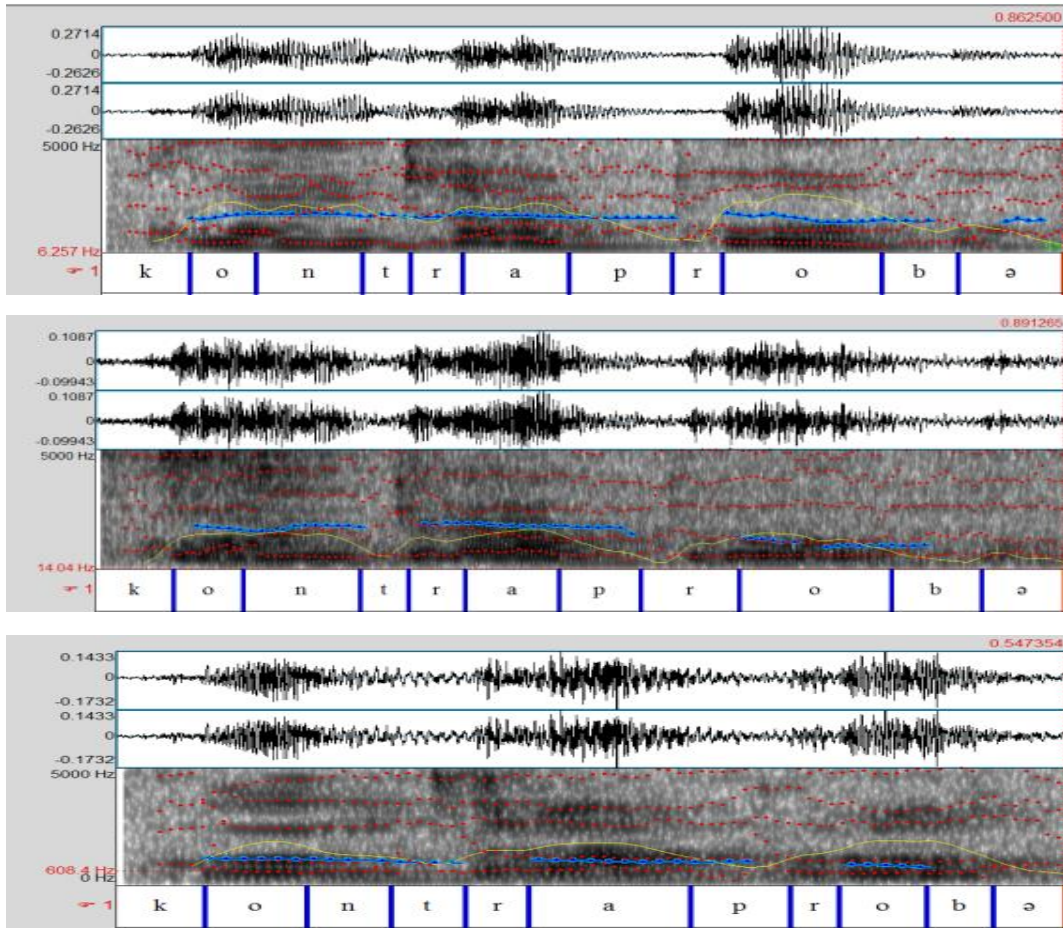 0.862500
0.2714
0
-0.2626
0.2714
0
-0.2626
5000 Hz
6.257 Hz
☞ 1 k o n t r a p r o b ə
0.891265
0.1087
0
-0.09943
0.1087
0
-0.09943
5000 Hz
14.04 Hz
☞ 1 k o n t r a p r o b ə
0.547354
0.1433
0
-0.1732
0.1433
0
-0.1732
5000 Hz
608.4 Hz
0 Hz
☞ 1 k o n t r a p r o b ə